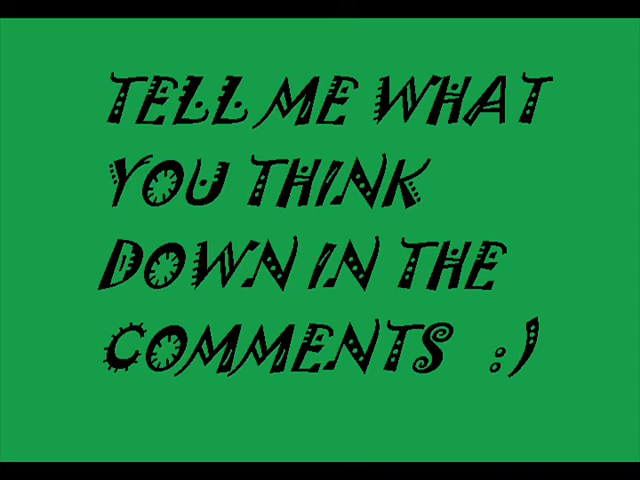 TELL ME WHAT
YOU THINK
DOWN IN THE
COMMENTS :)